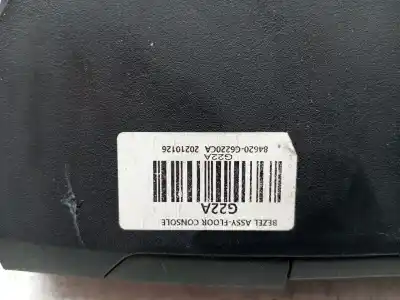 BEZEL ASSY-FLOOR CONSOLE
G22A
G22A
84620-G6220CA 20210126